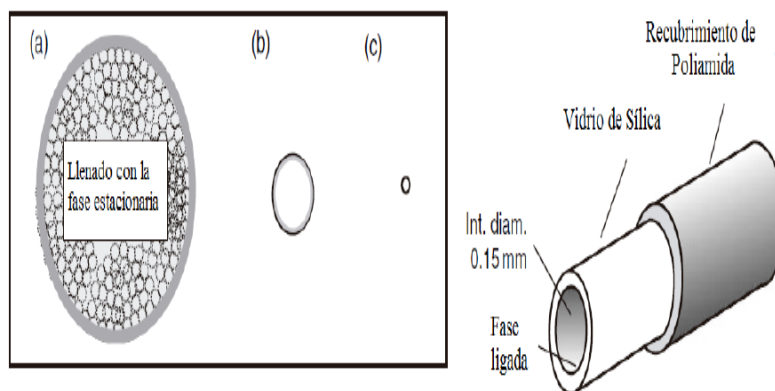 (a)
(b)
(c)
Llenado con la
fase estacionaria
Recubrimiento de
Poliamida
Vidrio de Sílica
Int. diam.
0.15 mm
Fase
ligada